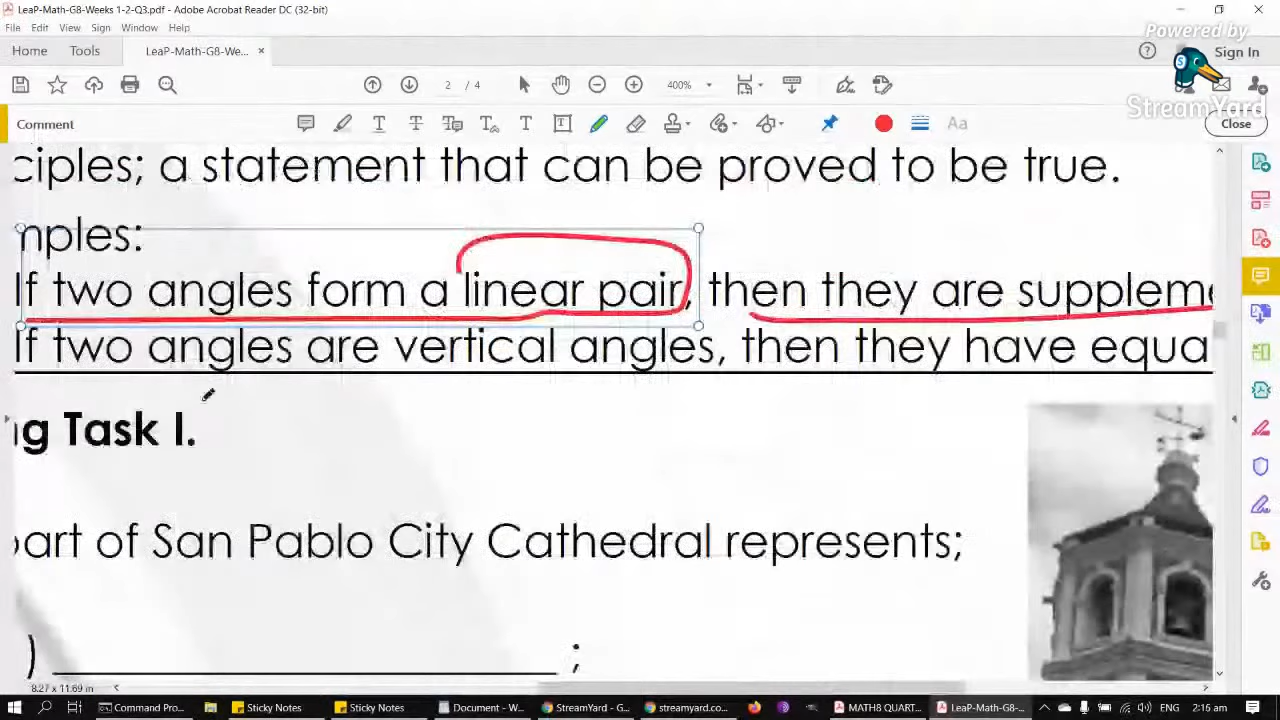 LeaP-Math-G8-Weeks 1-2-Q3.pdf - Adobe Acrobat Reader DC (32-bit)
File Edit View Sign Window Help
Powered by
StreamYard
Home Tools LeaP-Math-G8-We... × Sign In
2 / 4 400%
Comment Aa Close
ciples; a statement that can be proved to be true.
mples:
If two angles form a linear pair, then they are suppleme
If two angles are vertical angles, then they have equa
ng Task I.
part of San Pablo City Cathedral represents;
) ____________________ ;
8.27 x 11.69 in
Command Pro... Sticky Notes Sticky Notes Document - W... StreamYard - G... streamyard.co... MATH8 QUART... LeaP-Math-G8-... 2:16 am